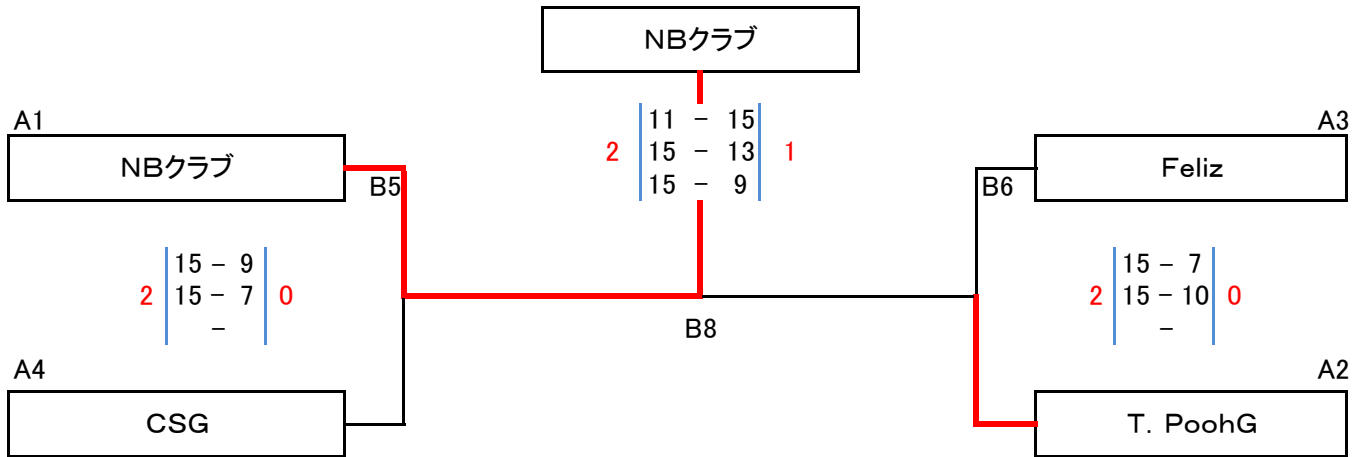 NBクラブ
11 － 15
2 15 － 13 1
15 － 9
A1
NBクラブ
B5
A3
Feliz
B6
15 － 9
2 15 － 7 0
－
15 － 7
2 15 － 10 0
－
B8
A4
CSG
A2
T. PoohG